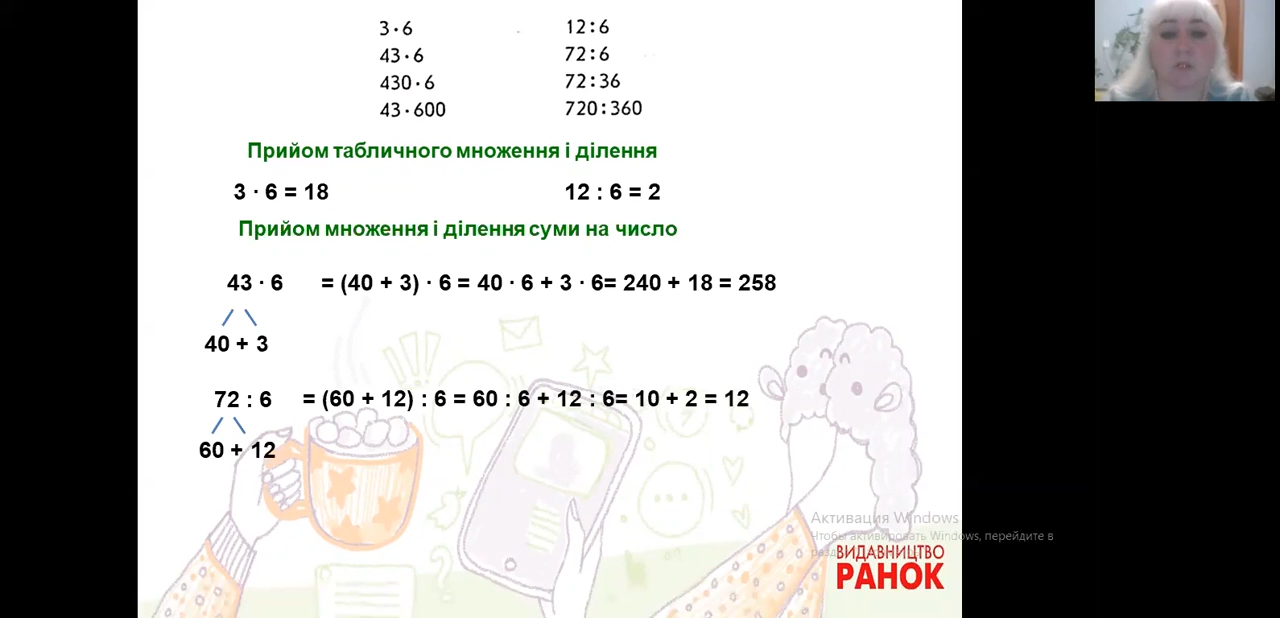 3 · 6
43 · 6
430 · 6
43 · 600
12 : 6
72 : 6
72 : 36
720 : 360
Прийом табличного множення і ділення
3 · 6 = 18
12 : 6 = 2
Прийом множення і ділення суми на число
43 · 6 = (40 + 3) · 6 = 40 · 6 + 3 · 6= 240 + 18 = 258
40 + 3
72 : 6 = (60 + 12) : 6 = 60 : 6 + 12 : 6= 10 + 2 = 12
60 + 12
Активация Windows
Чтобы активировать Windows, перейдите в
ВИДАВНИЦТВО
РАНОК